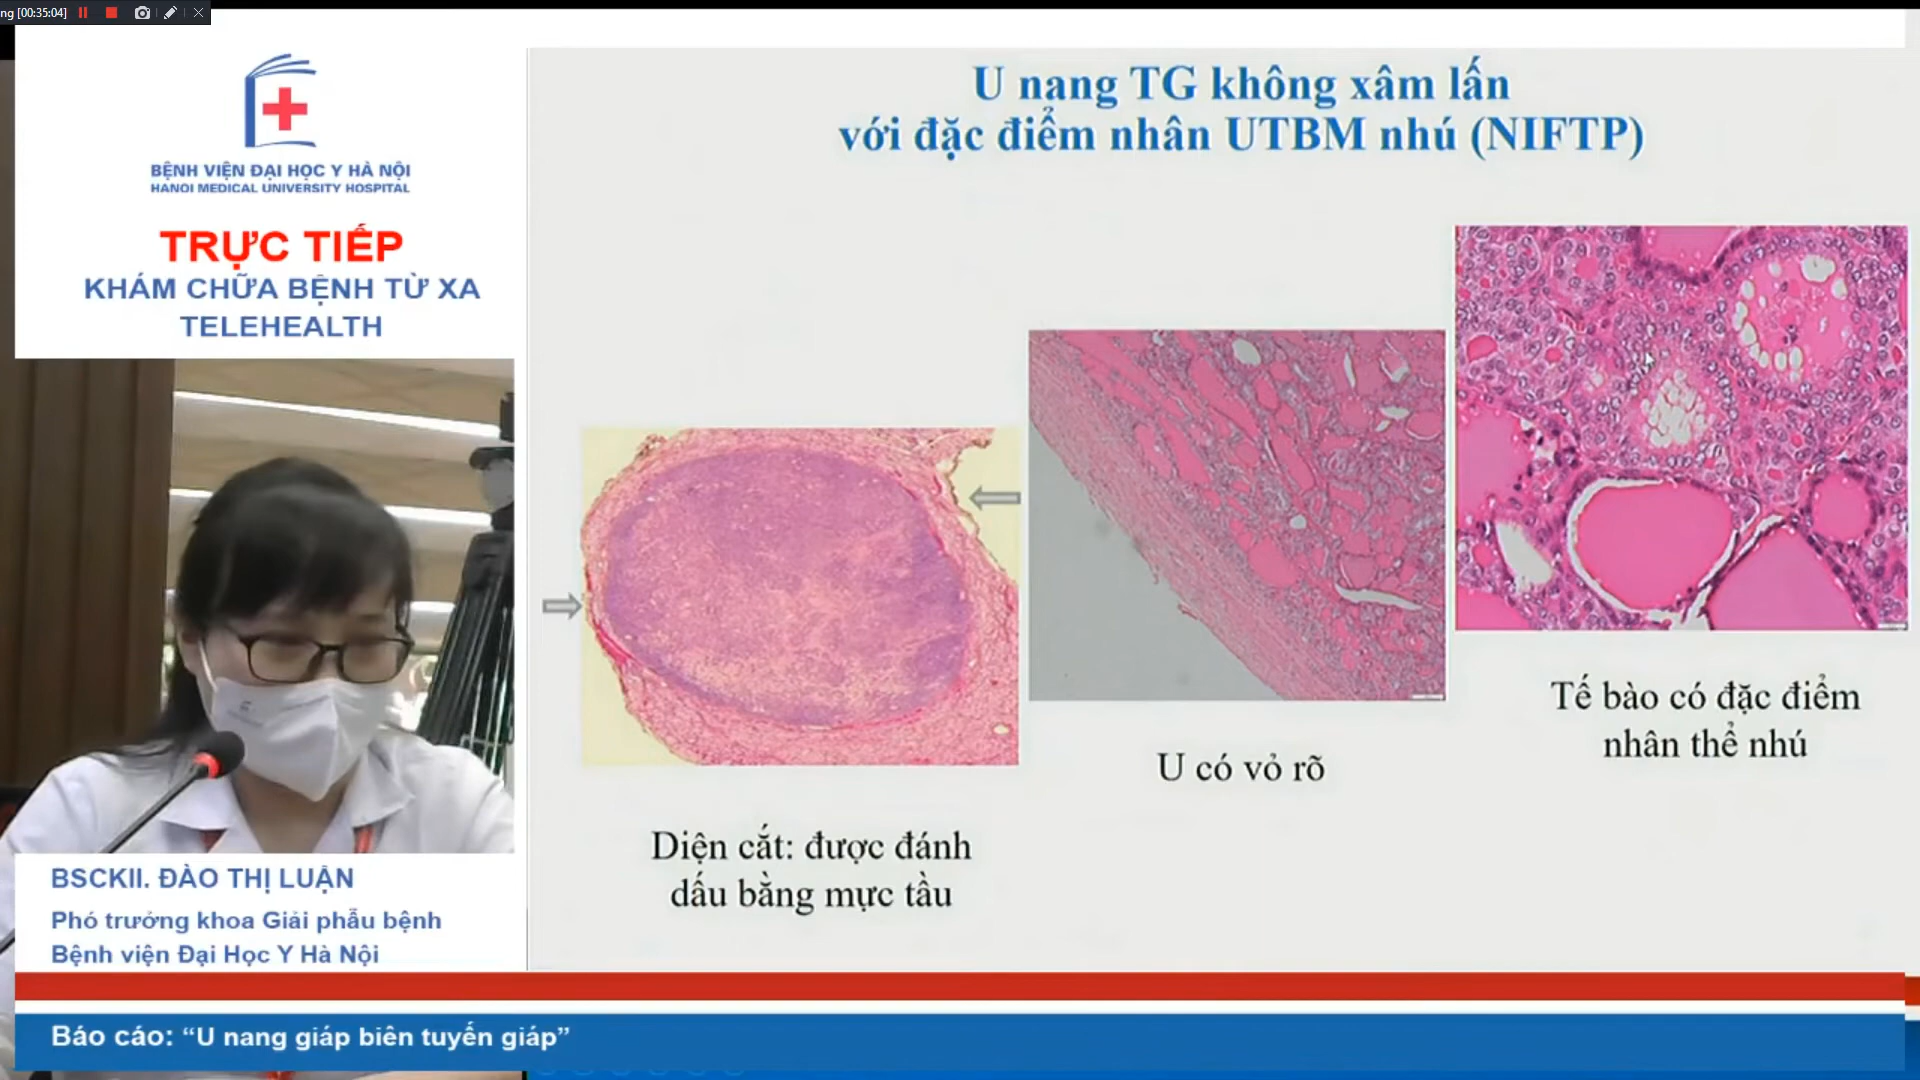 ng [00:35:04]
BỆNH VIỆN ĐẠI HỌC Y HÀ NỘI
HANOI MEDICAL UNIVERSITY HOSPITAL
TRỰC TIẾP
KHÁM CHỮA BỆNH TỪ XA
TELEHEALTH
BSCKII. ĐÀO THỊ LUẬN
Phó trưởng khoa Giải phẫu bệnh
Bệnh viện Đại Học Y Hà Nội
U nang TG không xâm lấn
với đặc điểm nhân UTBM nhú (NIFTP)
Diện cắt: được đánh
dấu bằng mực tầu
U có vỏ rõ
Tế bào có đặc điểm
nhân thể nhú
Báo cáo: “U nang giáp biên tuyến giáp”